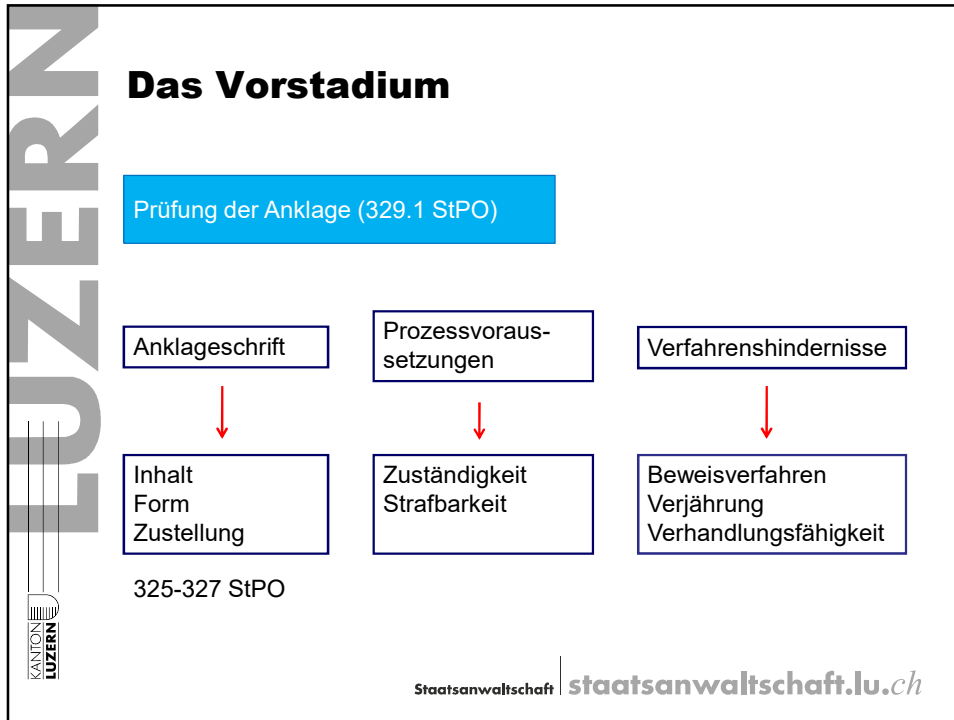 LUZERN
Das Vorstadium
Prüfung der Anklage (329.1 StPO)
Anklageschrift
Prozessvoraus-
setzungen
Verfahrenshindernisse
Inhalt
Form
Zustellung
Zuständigkeit
Strafbarkeit
Beweisverfahren
Verjährung
Verhandlungsfähigkeit
325-327 StPO
KANTON
LUZERN
Staatsanwaltschaft staatsanwaltschaft.lu.ch